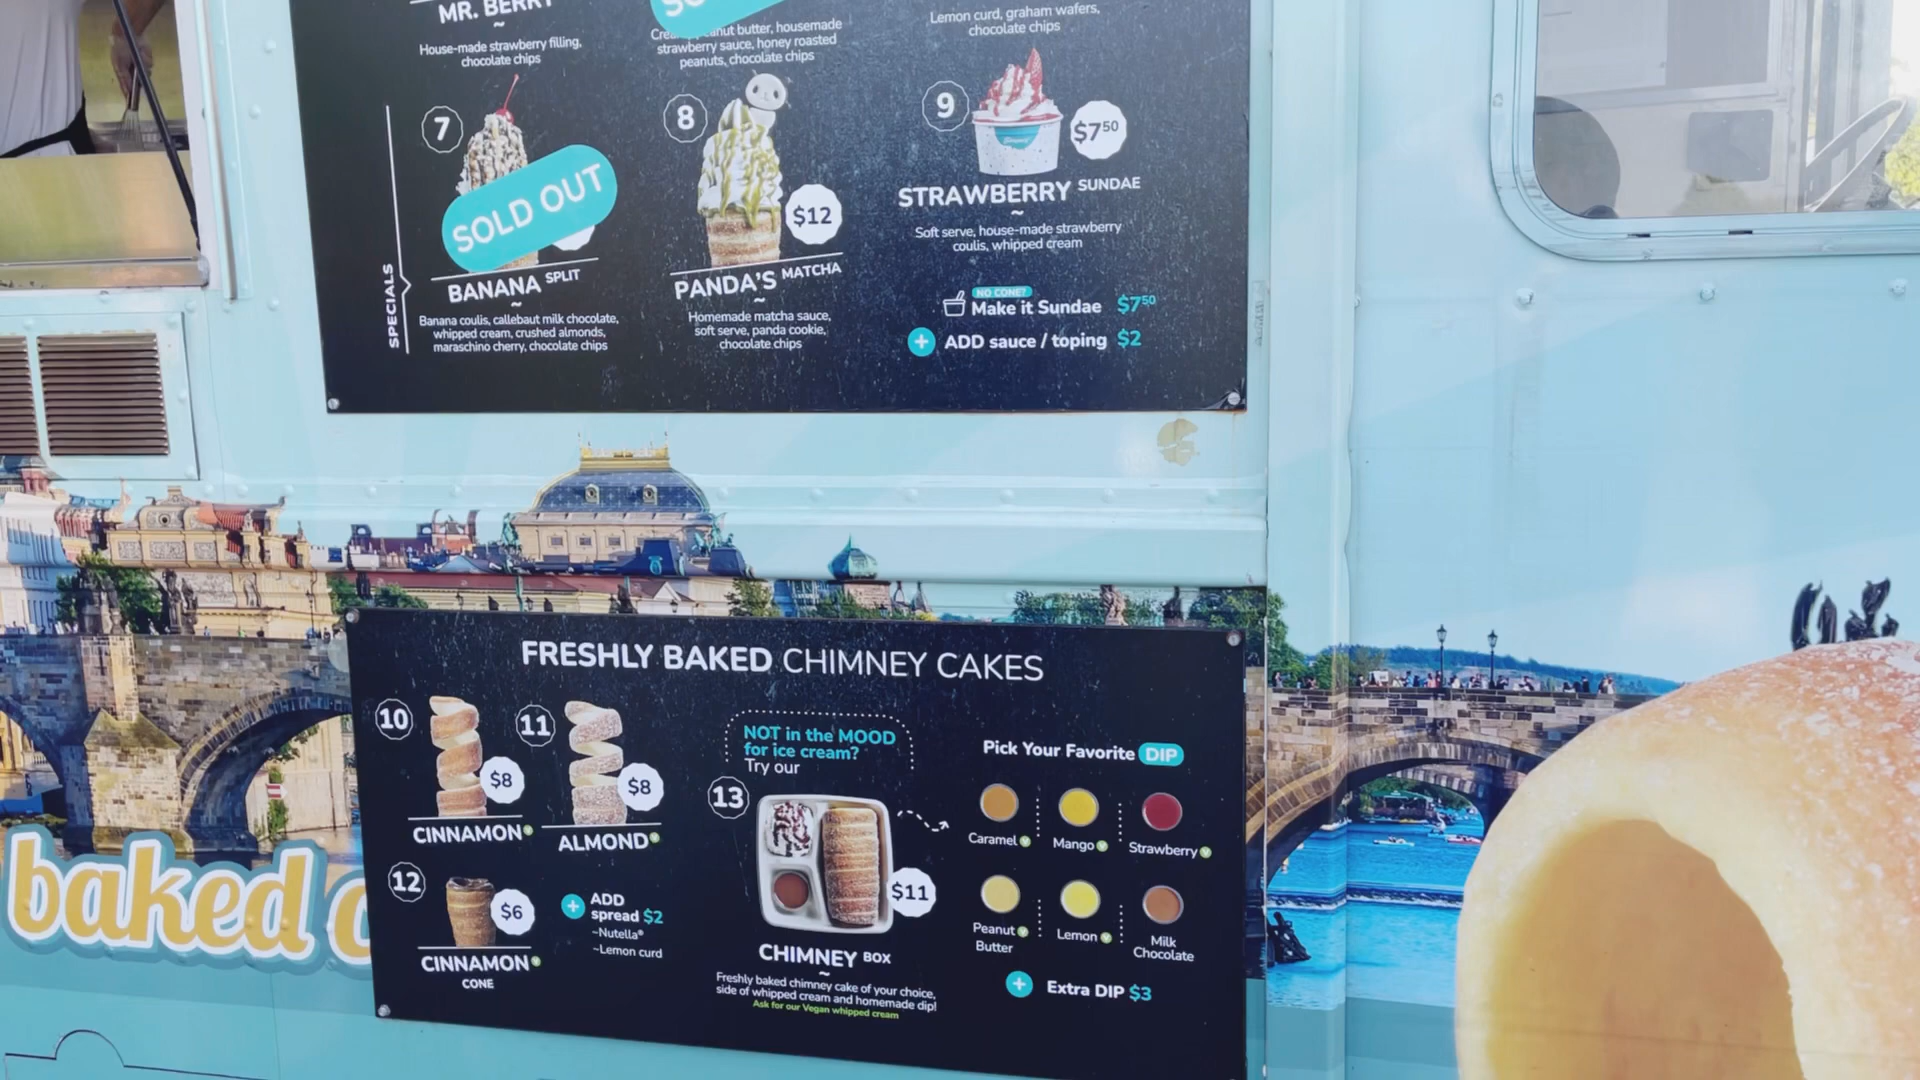 MR. BERRY
~
House-made strawberry filling,
chocolate chips
peanut butter, housemade
strawberry sauce, honey roasted
peanuts, chocolate chips
Lemon curd, graham wafers,
chocolate chips
SPECIALS
7
SOLD OUT
BANANA SPLIT
~
Banana coulis, callebaut milk chocolate,
whipped cream, crushed almonds,
maraschino cherry, chocolate chips
8
$12
PANDA'S MATCHA
~
Homemade matcha sauce,
soft serve, panda cookie,
chocolate chips
9
$7⁵⁰
STRAWBERRY SUNDAE
~
Soft serve, house-made strawberry
coulis, whipped cream
NO CONE?
Make it Sundae $7⁵⁰
+ ADD sauce / toping $2
FRESHLY BAKED CHIMNEY CAKES
10
$8
CINNAMON V
11
$8
ALMOND V
12
$6
CINNAMON V
CONE
+ ADD
spread $2
~Nutella®
~Lemon curd
NOT in the MOOD
for ice cream?
Try our
13
$11
CHIMNEY BOX
~
Freshly baked chimney cake of your choice,
side of whipped cream and homemade dip!
Ask for our Vegan whipped cream
Pick Your Favorite DIP
Caramel V
Mango V
Strawberry V
Peanut V
Butter
Lemon V
Milk
Chocolate
+ Extra DIP $3
baked c